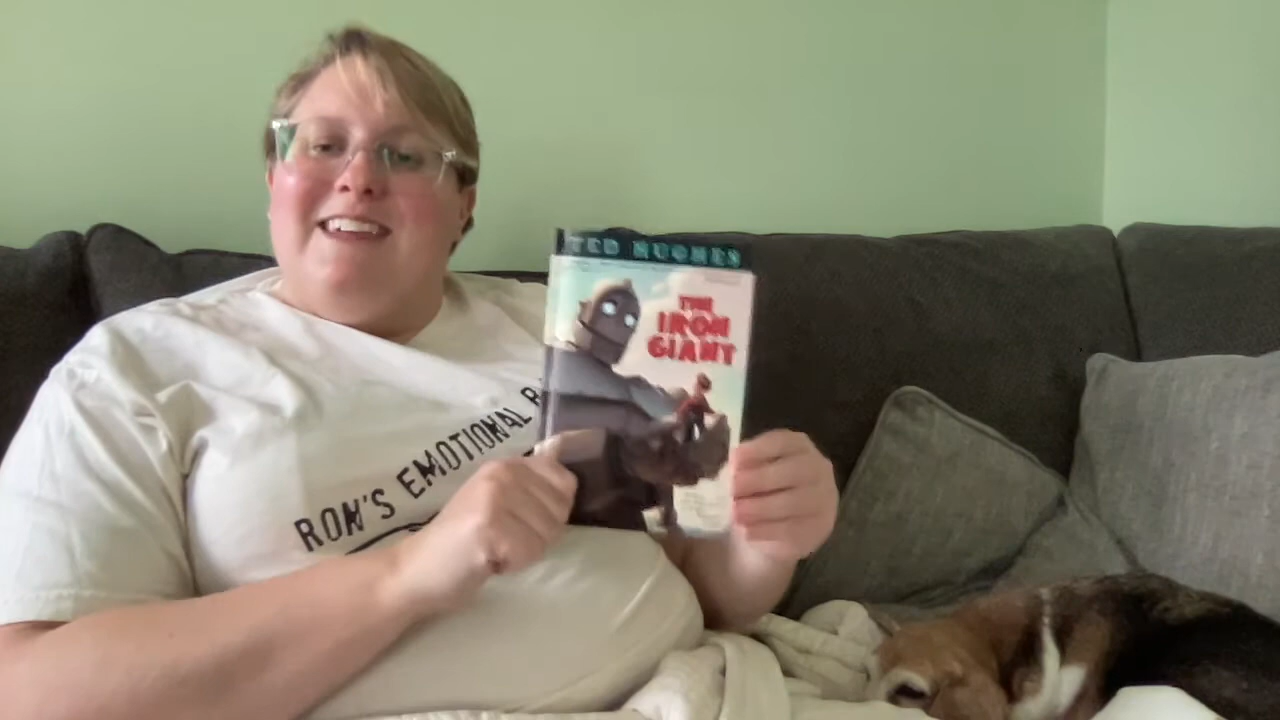 TED HUGHES
THE
IRON
GIANT
RON'S EMOTIONAL